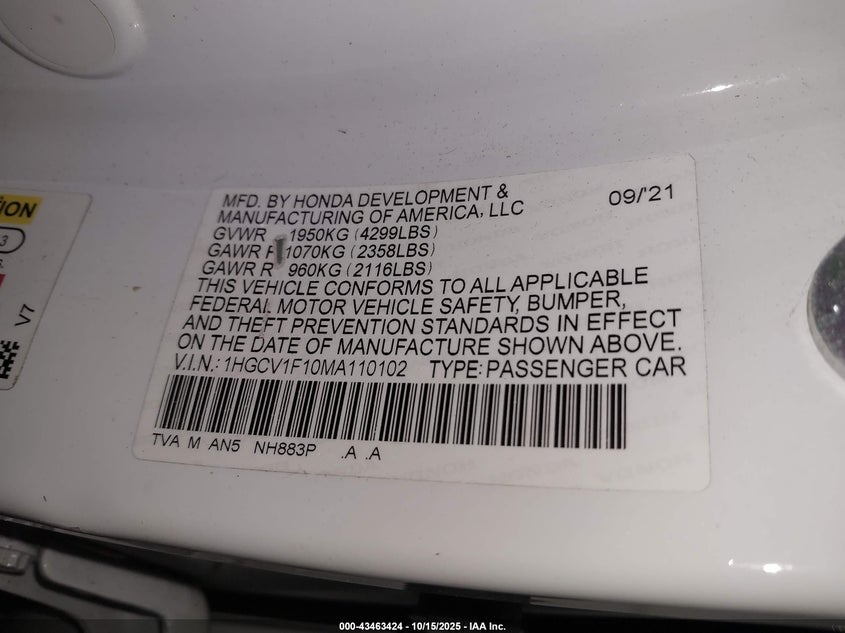 TION
3
S.
V7
MFD. BY HONDA DEVELOPMENT &
MANUFACTURING OF AMERICA, LLC
09/'21
GVWR 1950KG (4299LBS)
GAWR F 1070KG (2358LBS)
GAWR R 960KG (2116LBS)
THIS VEHICLE CONFORMS TO ALL APPLICABLE
FEDERAL MOTOR VEHICLE SAFETY, BUMPER,
AND THEFT PREVENTION STANDARDS IN EFFECT
ON THE DATE OF MANUFACTURE SHOWN ABOVE.
V.I.N.: 1HGCV1F10MA110102 TYPE: PASSENGER CAR
TVA M AN5 NH883P .A .A
000-43463424 - 10/15/2025 - IAA Inc.